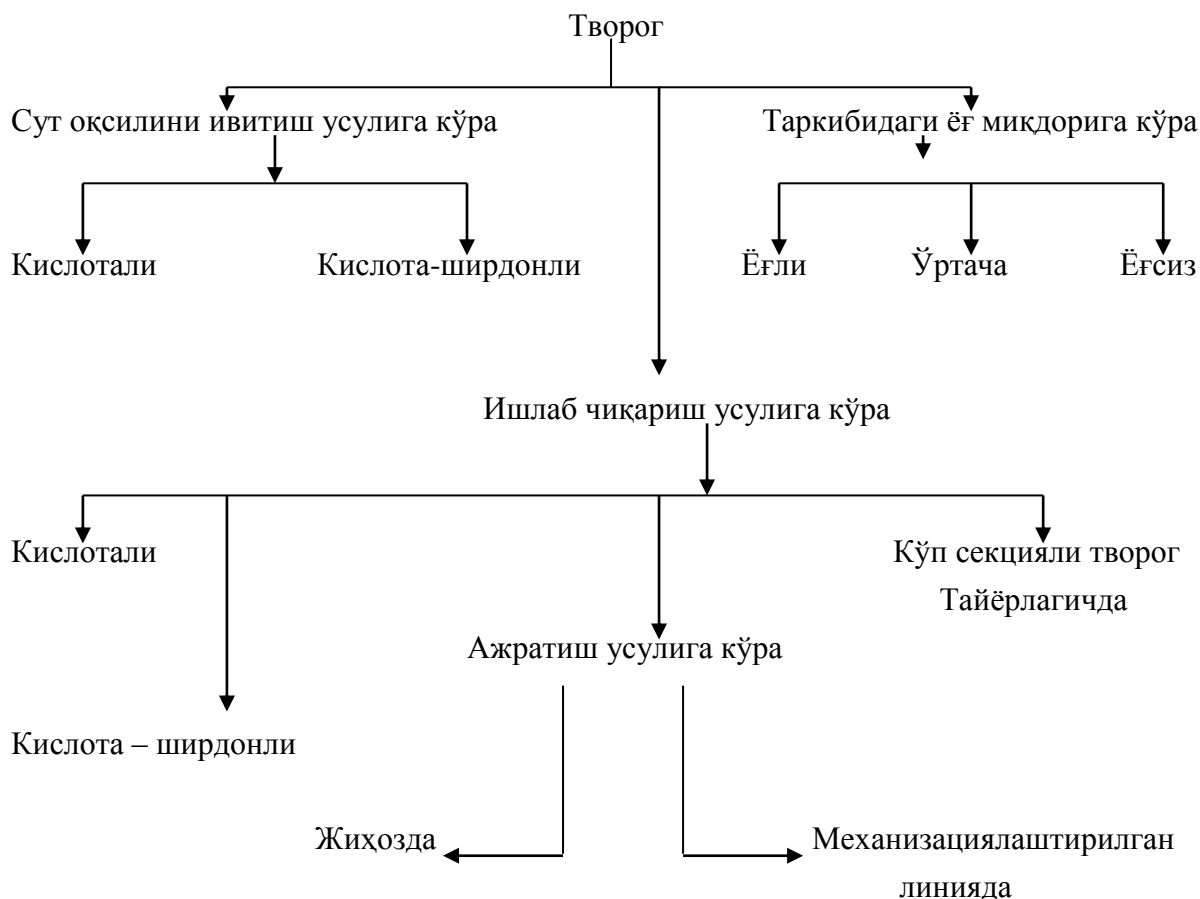 Творог
Сут оқсилини ивитиш усулига кўра
Таркибидаги ёғ миқдорига кўра
Кислотали
Кислота-ширдонли
Ёғли
Ўртача
Ёғсиз
Ишлаб чиқариш усулига кўра
Кислотали
Кўп секцияли творог
Тайёрлагичда
Ажратиш усулига кўра
Кислота – ширдонли
Жиҳозда
Механизациялаштирилган
линияда